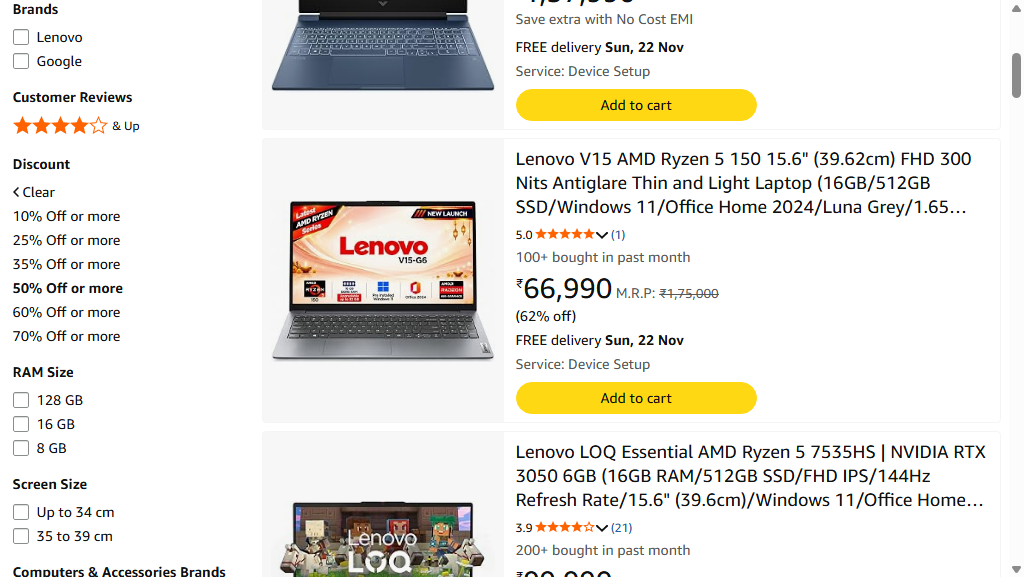 Brands
Lenovo
Google
Customer Reviews
& Up
Discount
Clear
10% Off or more
25% Off or more
35% Off or more
50% Off or more
60% Off or more
70% Off or more
RAM Size
128 GB
16 GB
8 GB
Screen Size
Up to 34 cm
35 to 39 cm
Computers & Accessories Brands
Save extra with No Cost EMI
FREE delivery Sun, 22 Nov
Service: Device Setup
Add to cart
Latest
AMD RYZEN
Series
NEW LAUNCH
Lenovo
V15-G6
Lenovo V15 AMD Ryzen 5 150 15.6" (39.62cm) FHD 300
Nits Antiglare Thin and Light Laptop (16GB/512GB
SSD/Windows 11/Office Home 2024/Luna Grey/1.65...
5.0 (1)
100+ bought in past month
₹66,990 M.R.P: ₹1,75,000
(62% off)
FREE delivery Sun, 22 Nov
Service: Device Setup
Add to cart
Lenovo
LOQ
Lenovo LOQ Essential AMD Ryzen 5 7535HS | NVIDIA RTX
3050 6GB (16GB RAM/512GB SSD/FHD IPS/144Hz
Refresh Rate/15.6" (39.6cm)/Windows 11/Office Home...
3.9 (21)
200+ bought in past month